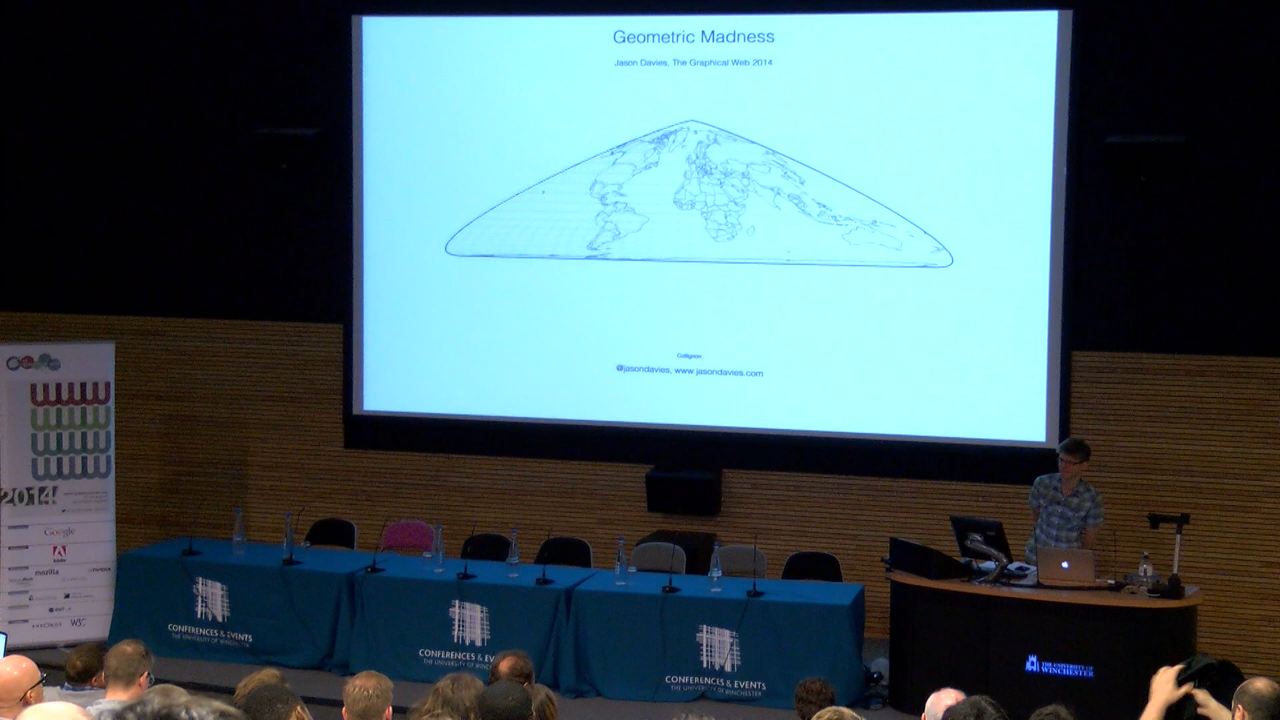 Geometric Madness
Jason Davies, The Graphical Web 2014
Collignon
@jasondavies, www.jasondavies.com
2014
Google
Adobe
mozilla
W3C
CONFERENCES & EVENTS
THE UNIVERSITY OF WINCHESTER
CONFERENCES & EVENTS
THE UNIVERSITY OF WINCHESTER
CONFERENCES & EVENTS
THE UNIVERSITY OF WINCHESTER
THE UNIVERSITY OF
WINCHESTER